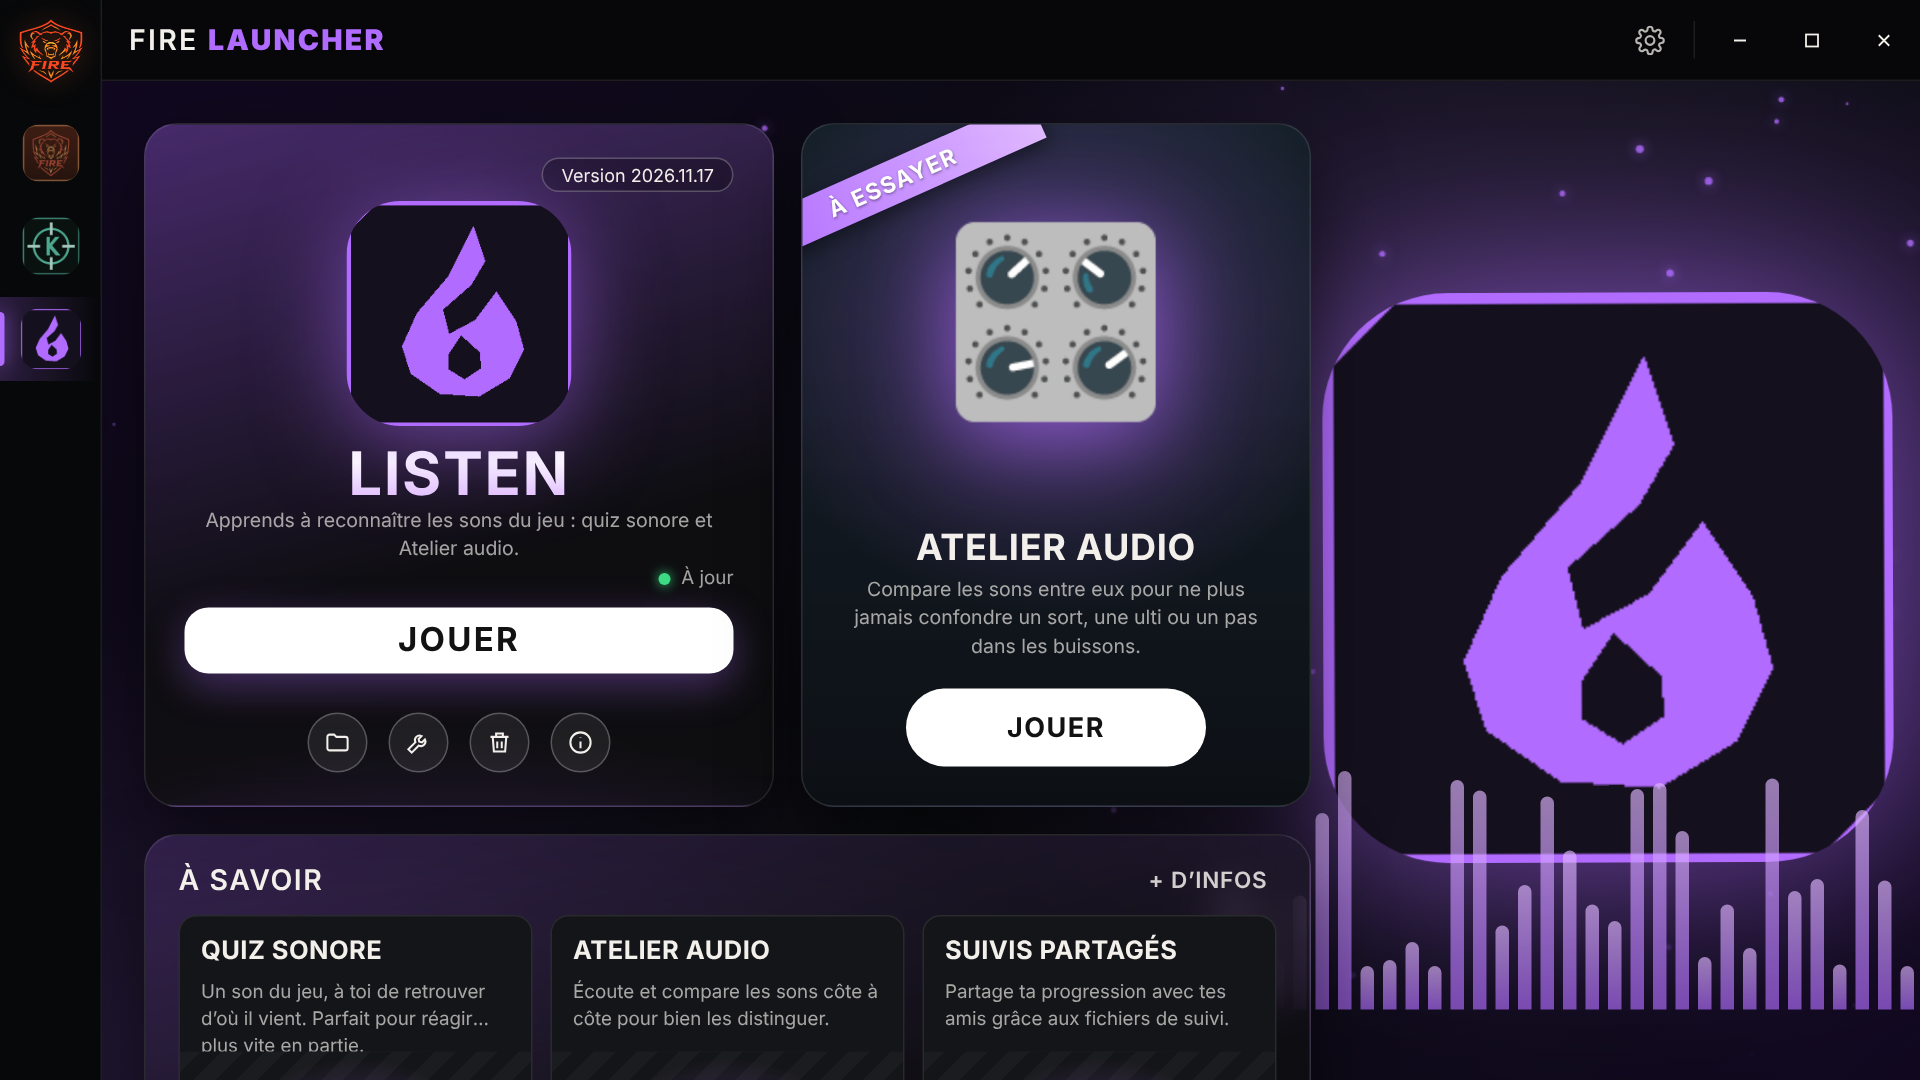 FIRE LAUNCHER
FIRE
FIRE
K
Version 2026.11.17
LISTEN
Apprends à reconnaître les sons du jeu : quiz sonore et
Atelier audio.
À jour
JOUER
À ESSAYER
ATELIER AUDIO
Compare les sons entre eux pour ne plus
jamais confondre un sort, une ulti ou un pas
dans les buissons.
JOUER
À SAVOIR
+ D’INFOS
QUIZ SONORE
Un son du jeu, à toi de retrouver
d’où il vient. Parfait pour réagir...
plus vite en partie.
ATELIER AUDIO
Écoute et compare les sons côte à
côte pour bien les distinguer.
SUIVIS PARTAGÉS
Partage ta progression avec tes
amis grâce aux fichiers de suivi.